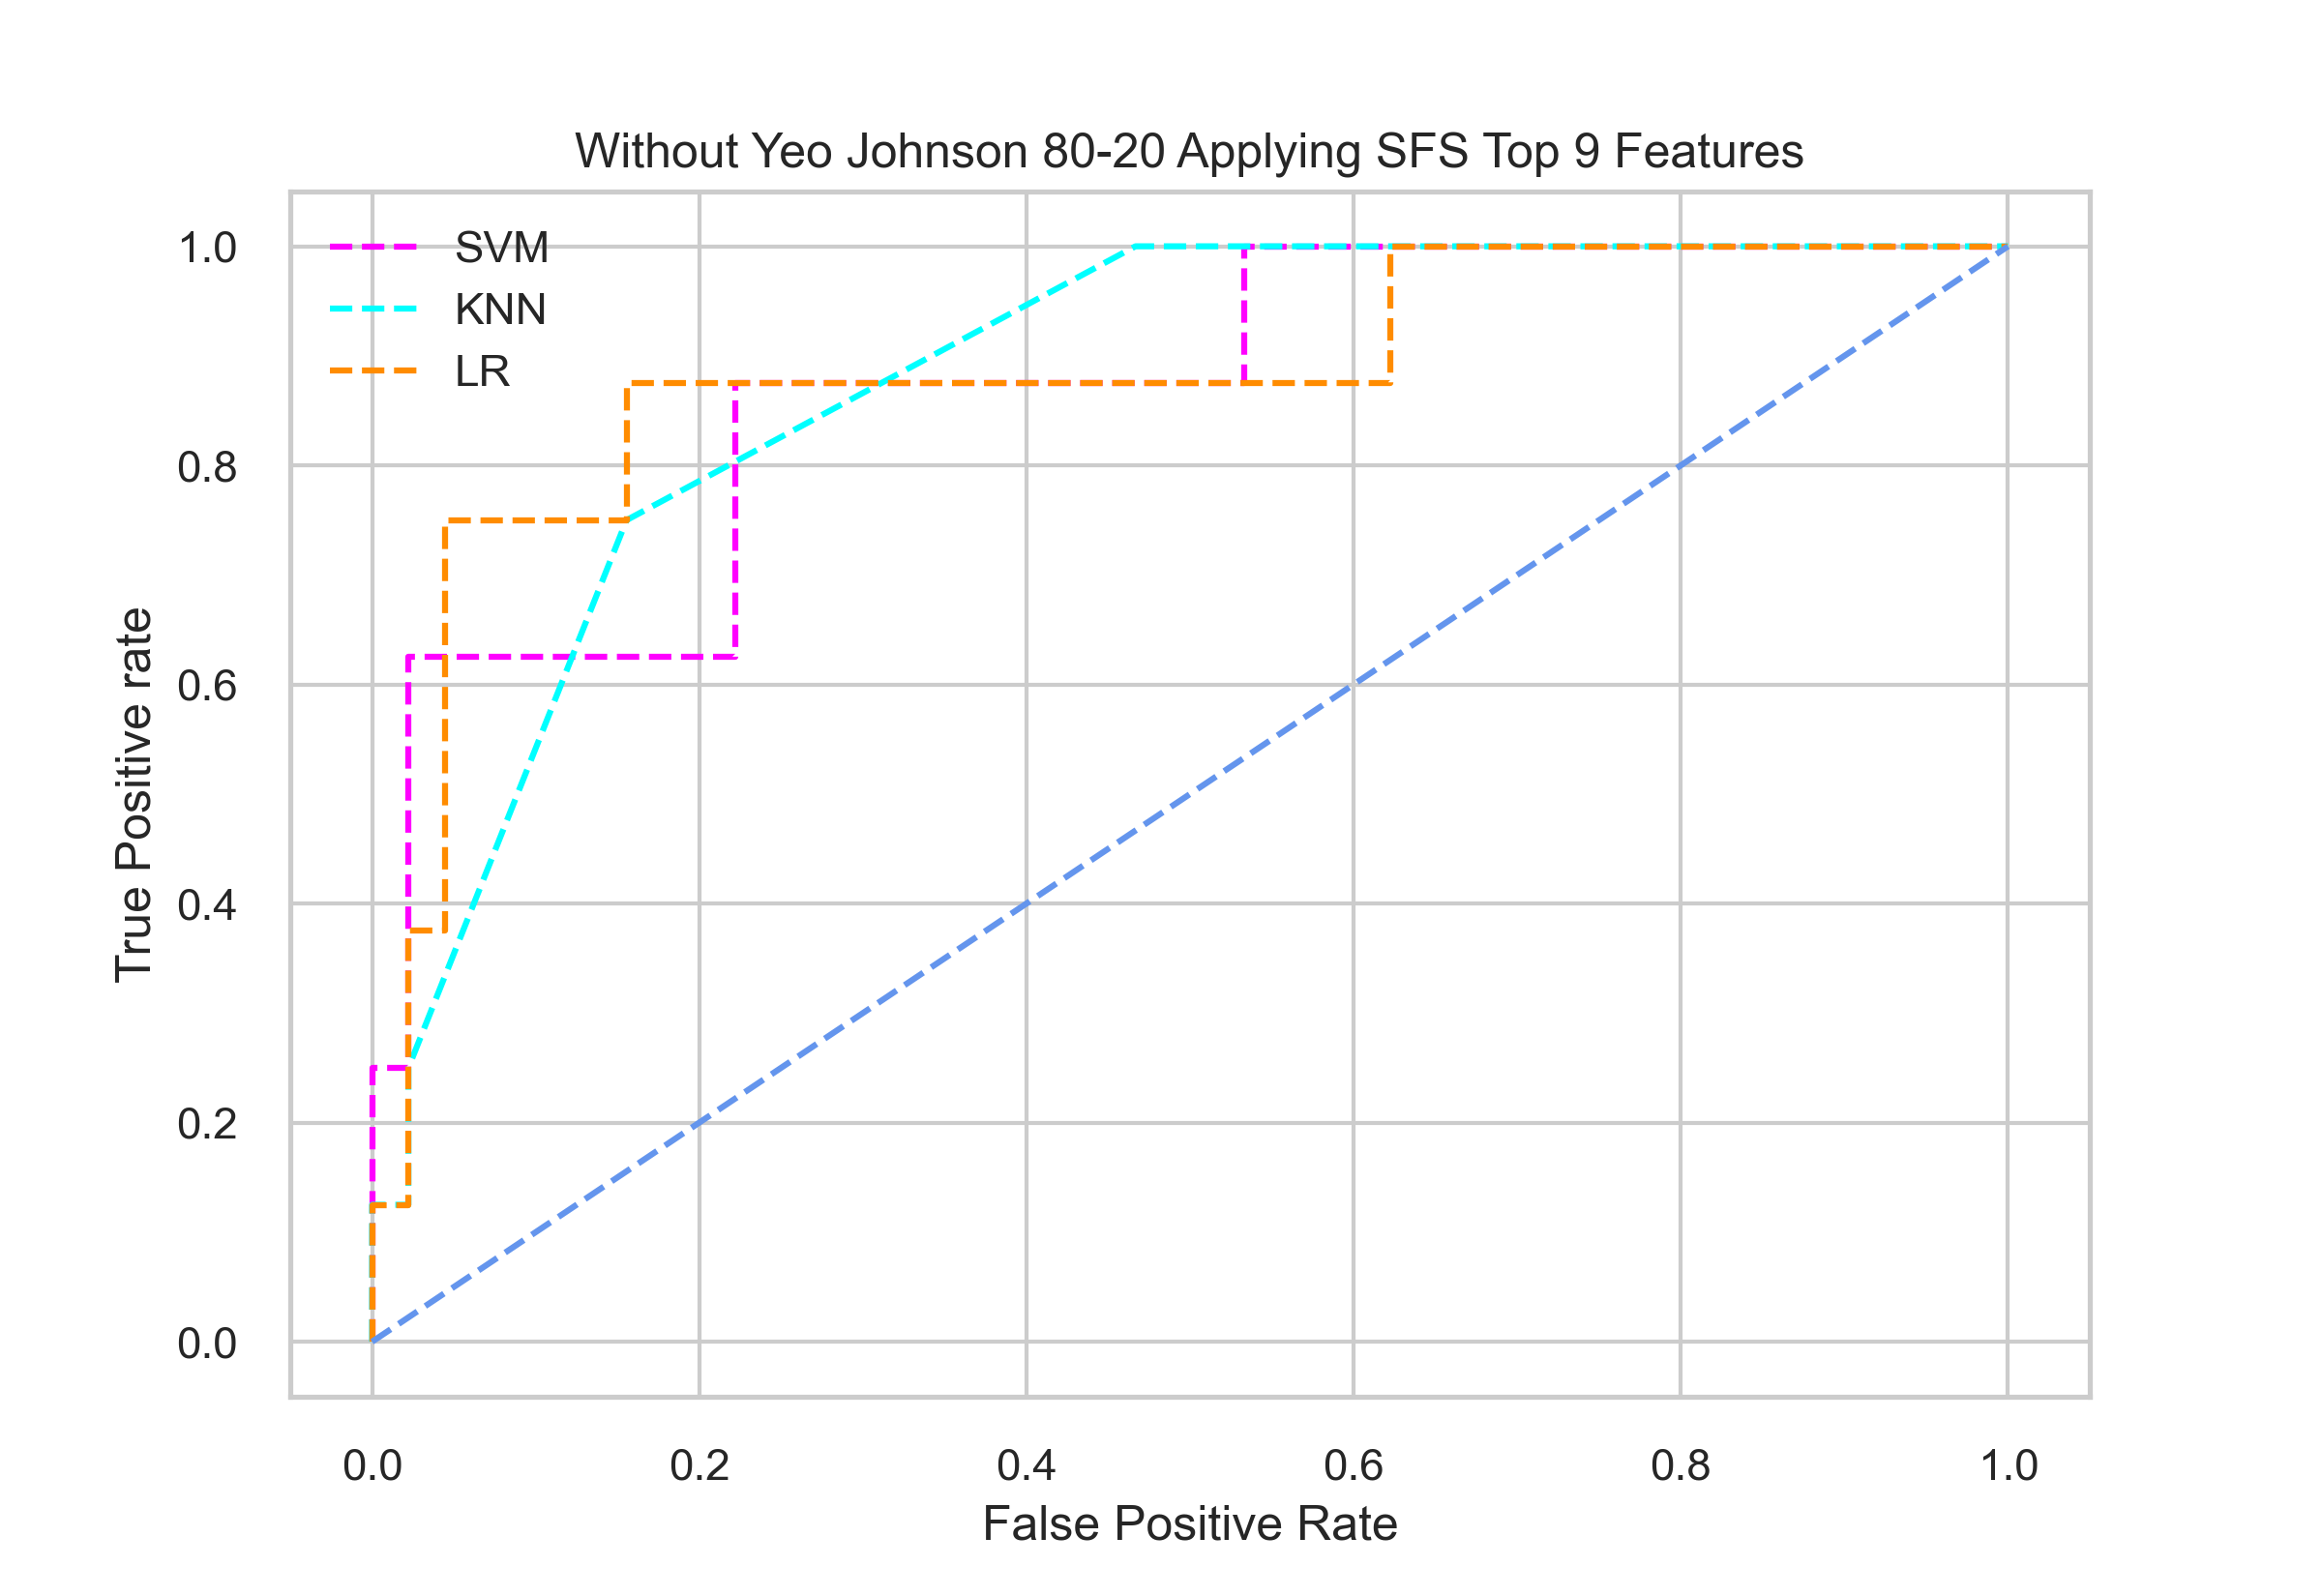 Without Yeo Johnson 80-20 Applying SFS Top 9 Features
SVM
KNN
LR
True Positive rate
1.0
0.8
0.6
0.4
0.2
0.0
0.0 0.2 0.4 0.6 0.8 1.0
False Positive Rate